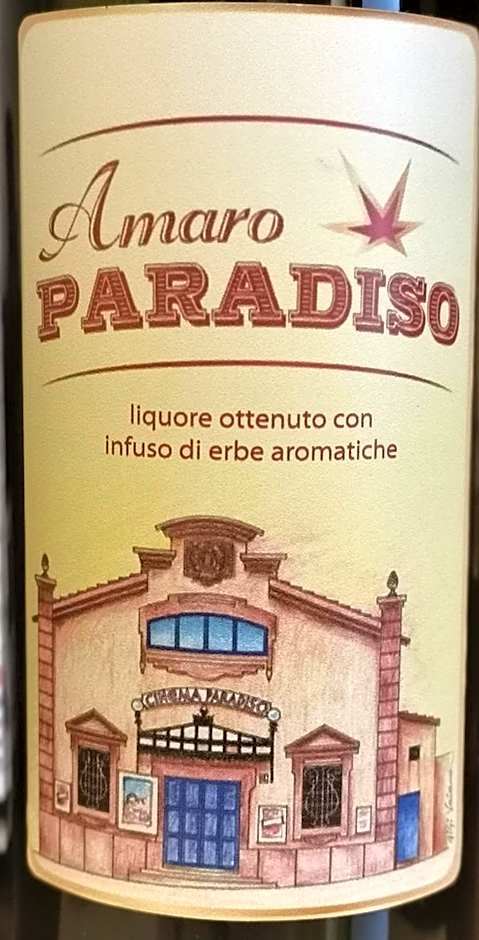 Amaro
PARADISO
liquore ottenuto con
infuso di erbe aromatiche
CINEMA PARADISO